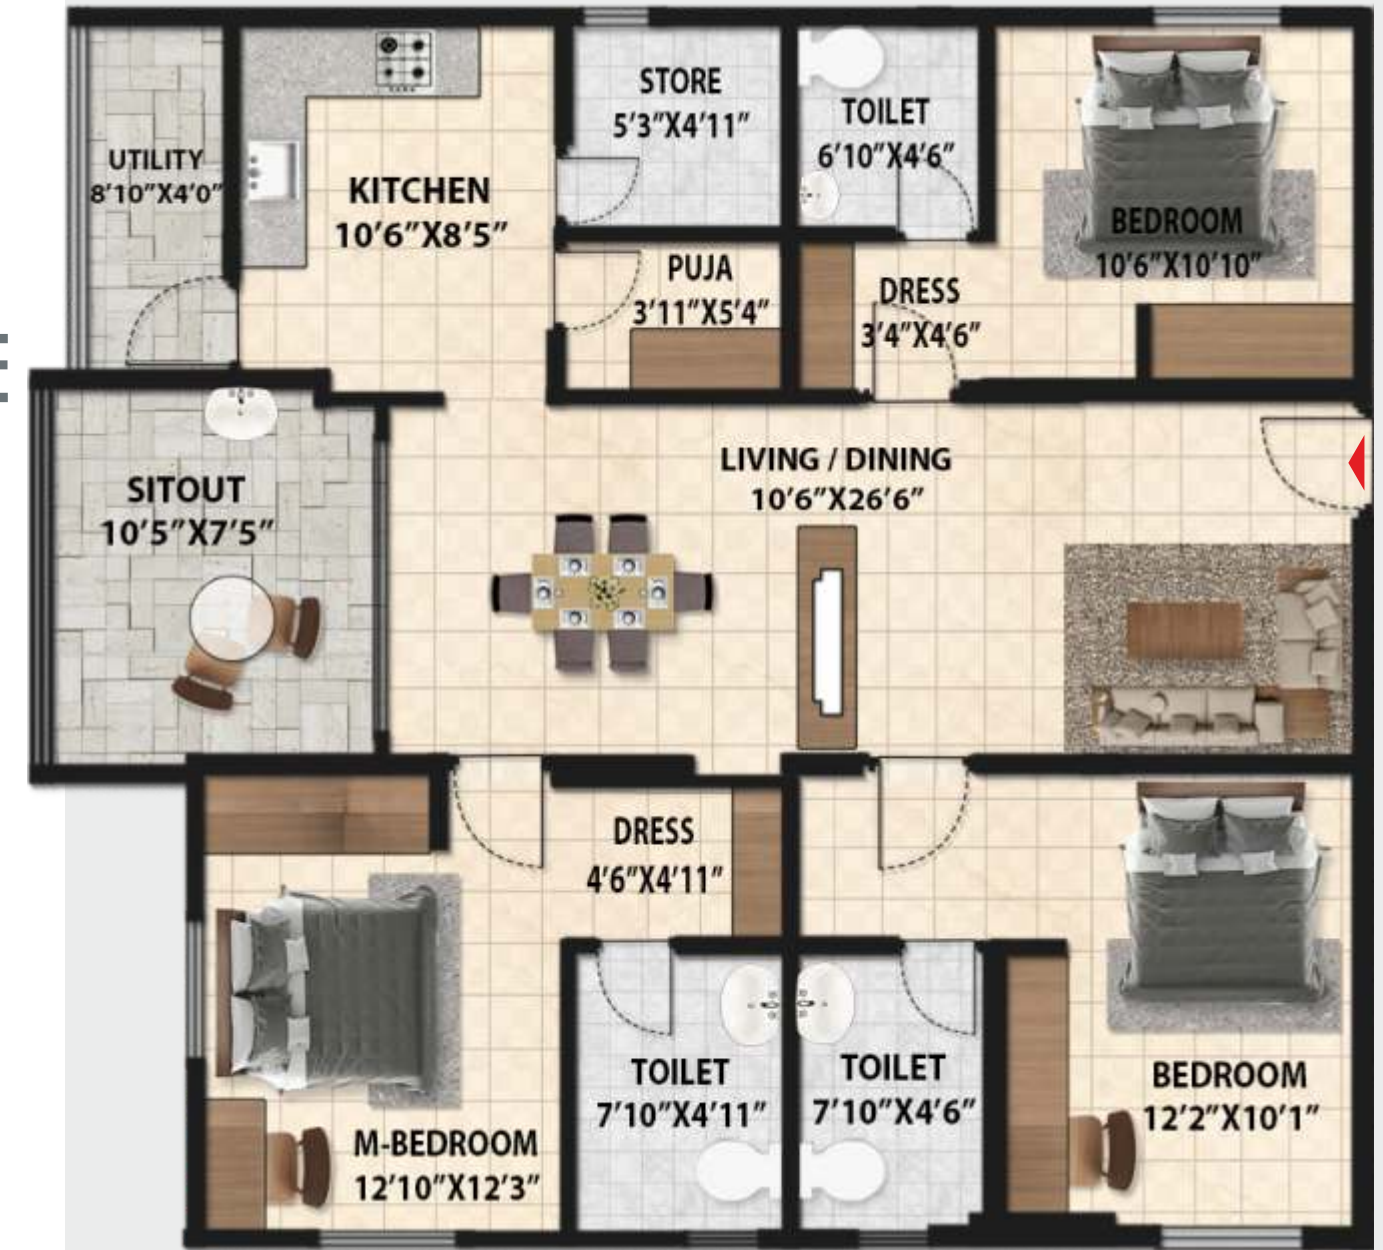 UTILITY
8'10"X4'0"
KITCHEN
10'6"X8'5"
STORE
5'3"X4'11"
PUJA
3'11"X5'4"
TOILET
6'10"X4'6"
DRESS
3'4"X4'6"
BEDROOM
10'6"X10'10"
SITOUT
10'5"X7'5"
LIVING / DINING
10'6"X26'6"
DRESS
4'6"X4'11"
M-BEDROOM
12'10"X12'3"
TOILET
7'10"X4'11"
TOILET
7'10"X4'6"
BEDROOM
12'2"X10'1"